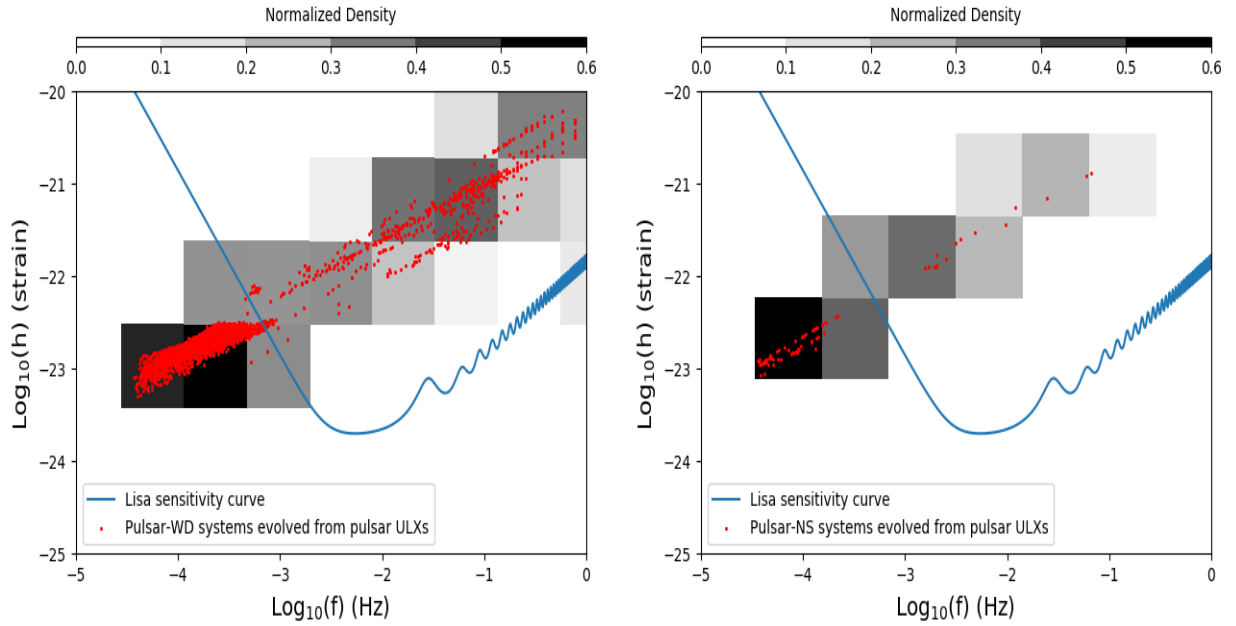 Normalized Density
0.0 0.1 0.2 0.3 0.4 0.5 0.6
−20
−21
−22
−23
−24
−25
Log₁₀(h) (strain)
Lisa sensitivity curve
Pulsar-WD systems evolved from pulsar ULXs
−5 −4 −3 −2 −1 0
Log₁₀(f) (Hz)
Normalized Density
0.0 0.1 0.2 0.3 0.4 0.5 0.6
−20
−21
−22
−23
−24
−25
Log₁₀(h) (strain)
Lisa sensitivity curve
Pulsar-NS systems evolved from pulsar ULXs
−5 −4 −3 −2 −1 0
Log₁₀(f) (Hz)